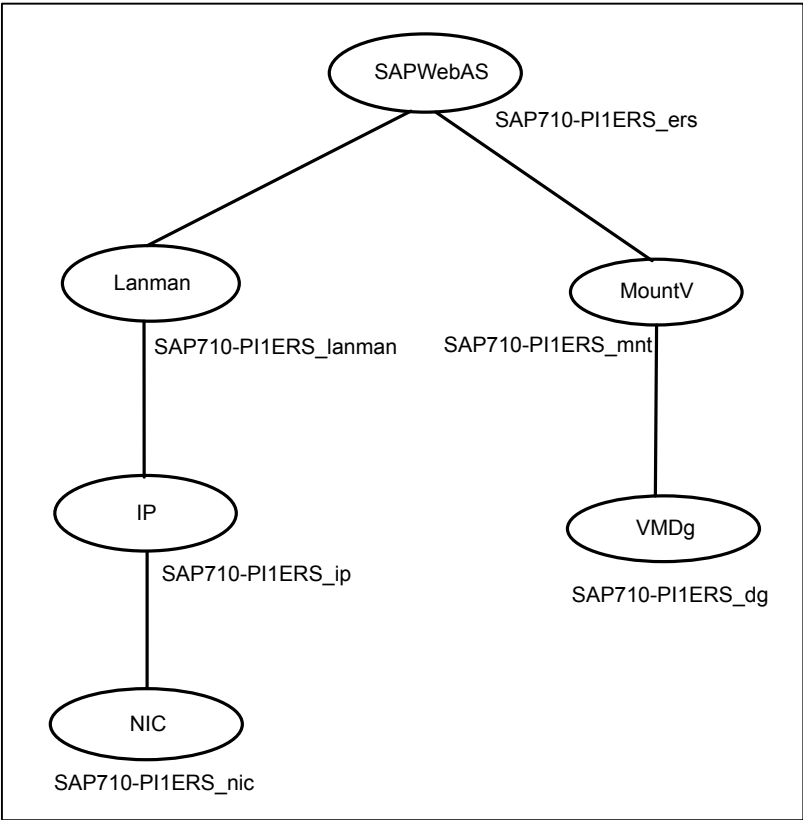 SAPWebAS
SAP710-PI1ERS_ers
Lanman
MountV
SAP710-PI1ERS_lanman
SAP710-PI1ERS_mnt
IP
VMDg
SAP710-PI1ERS_ip
SAP710-PI1ERS_dg
NIC
SAP710-PI1ERS_nic